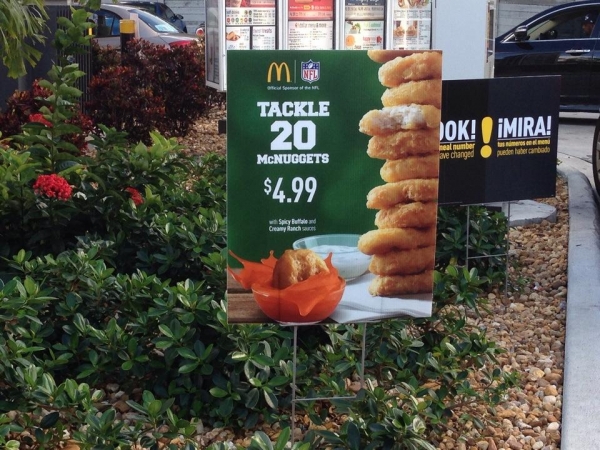 NFL
Official Sponsor of the NFL
TACKLE
20
McNUGGETS
$4.99
with Spicy Buffalo and
Creamy Ranch sauces
OOK! ¡MIRA!
meal number
ave changed
los números en el menú
pueden haber cambiado